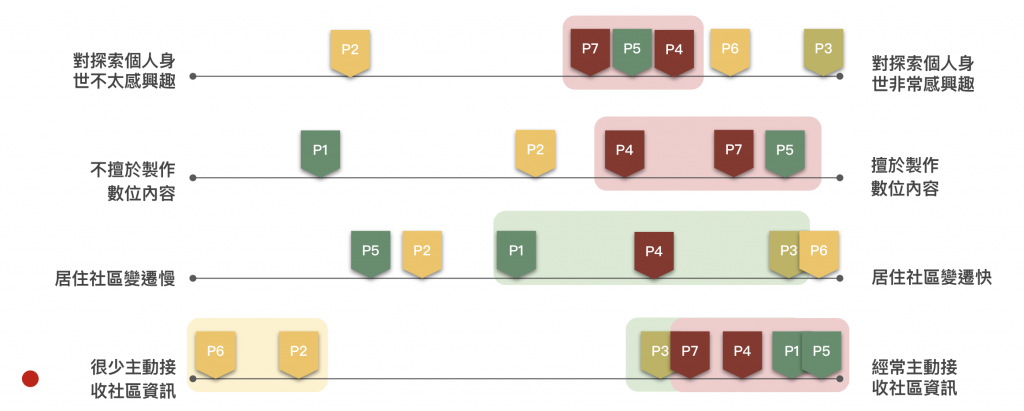 對探索個人身
世不太感興趣
P2
P7
P5
P4
P6
P3
對探索個人身
世非常感興趣
不擅於製作
數位內容
P1
P2
P4
P7
P5
擅於製作
數位內容
居住社區變遷慢
P5
P2
P1
P4
P3
P6
居住社區變遷快
很少主動接
收社區資訊
P6
P2
P3
P7
P4
P1
P5
經常主動接
收社區資訊